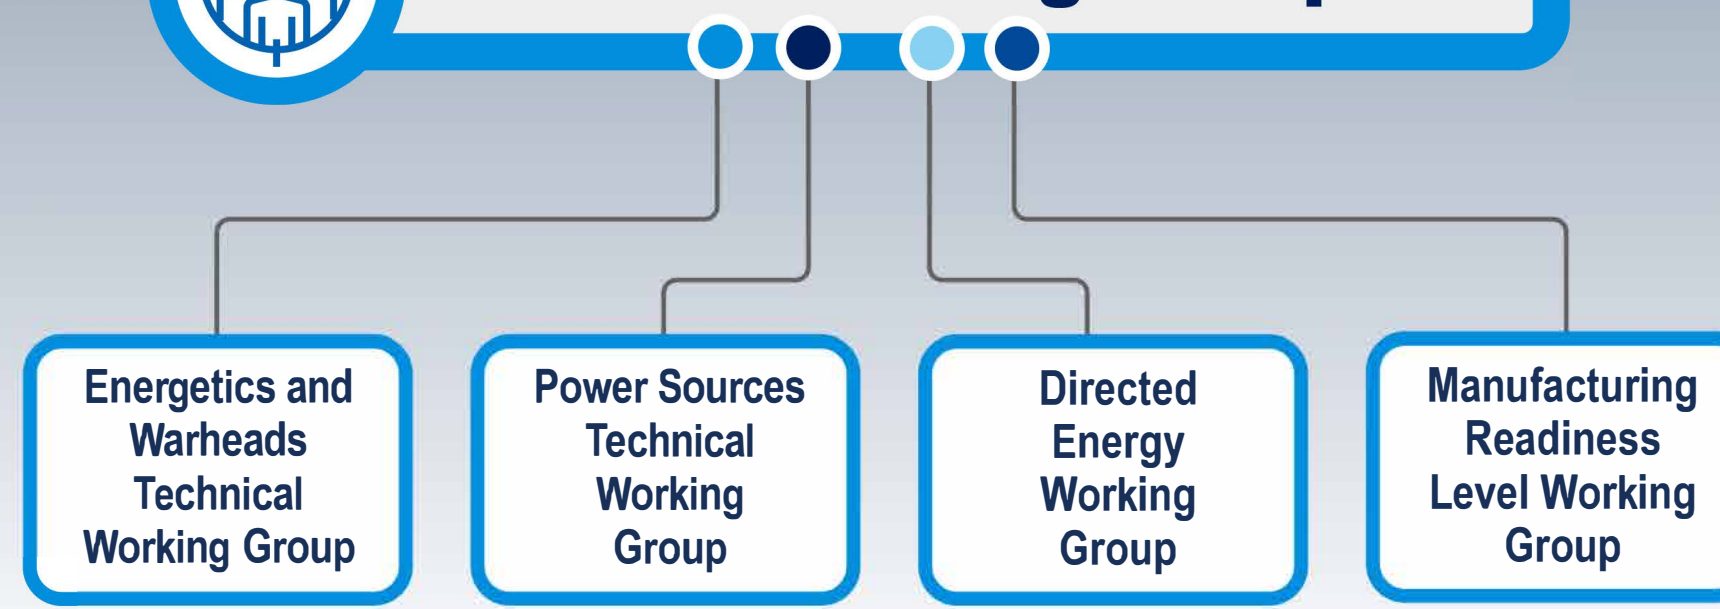 Energetics and
Warheads
Technical
Working Group
Power Sources
Technical
Working
Group
Directed
Energy
Working
Group
Manufacturing
Readiness
Level Working
Group